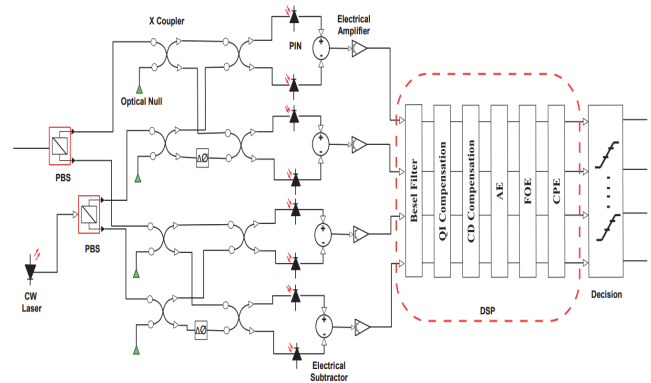 X Coupler
Electrical
Amplifier
PIN
Optical Null
PBS
ΔØ
PBS
CW
Laser
ΔØ
Electrical
Subtractor
Besel Filter
QI Compensation
CD Compensation
AE
FOE
CPE
DSP
Decision